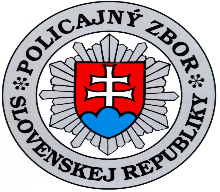 POLICAJNÝ ZBOR
SLOVENSKEJ REPUBLIKY